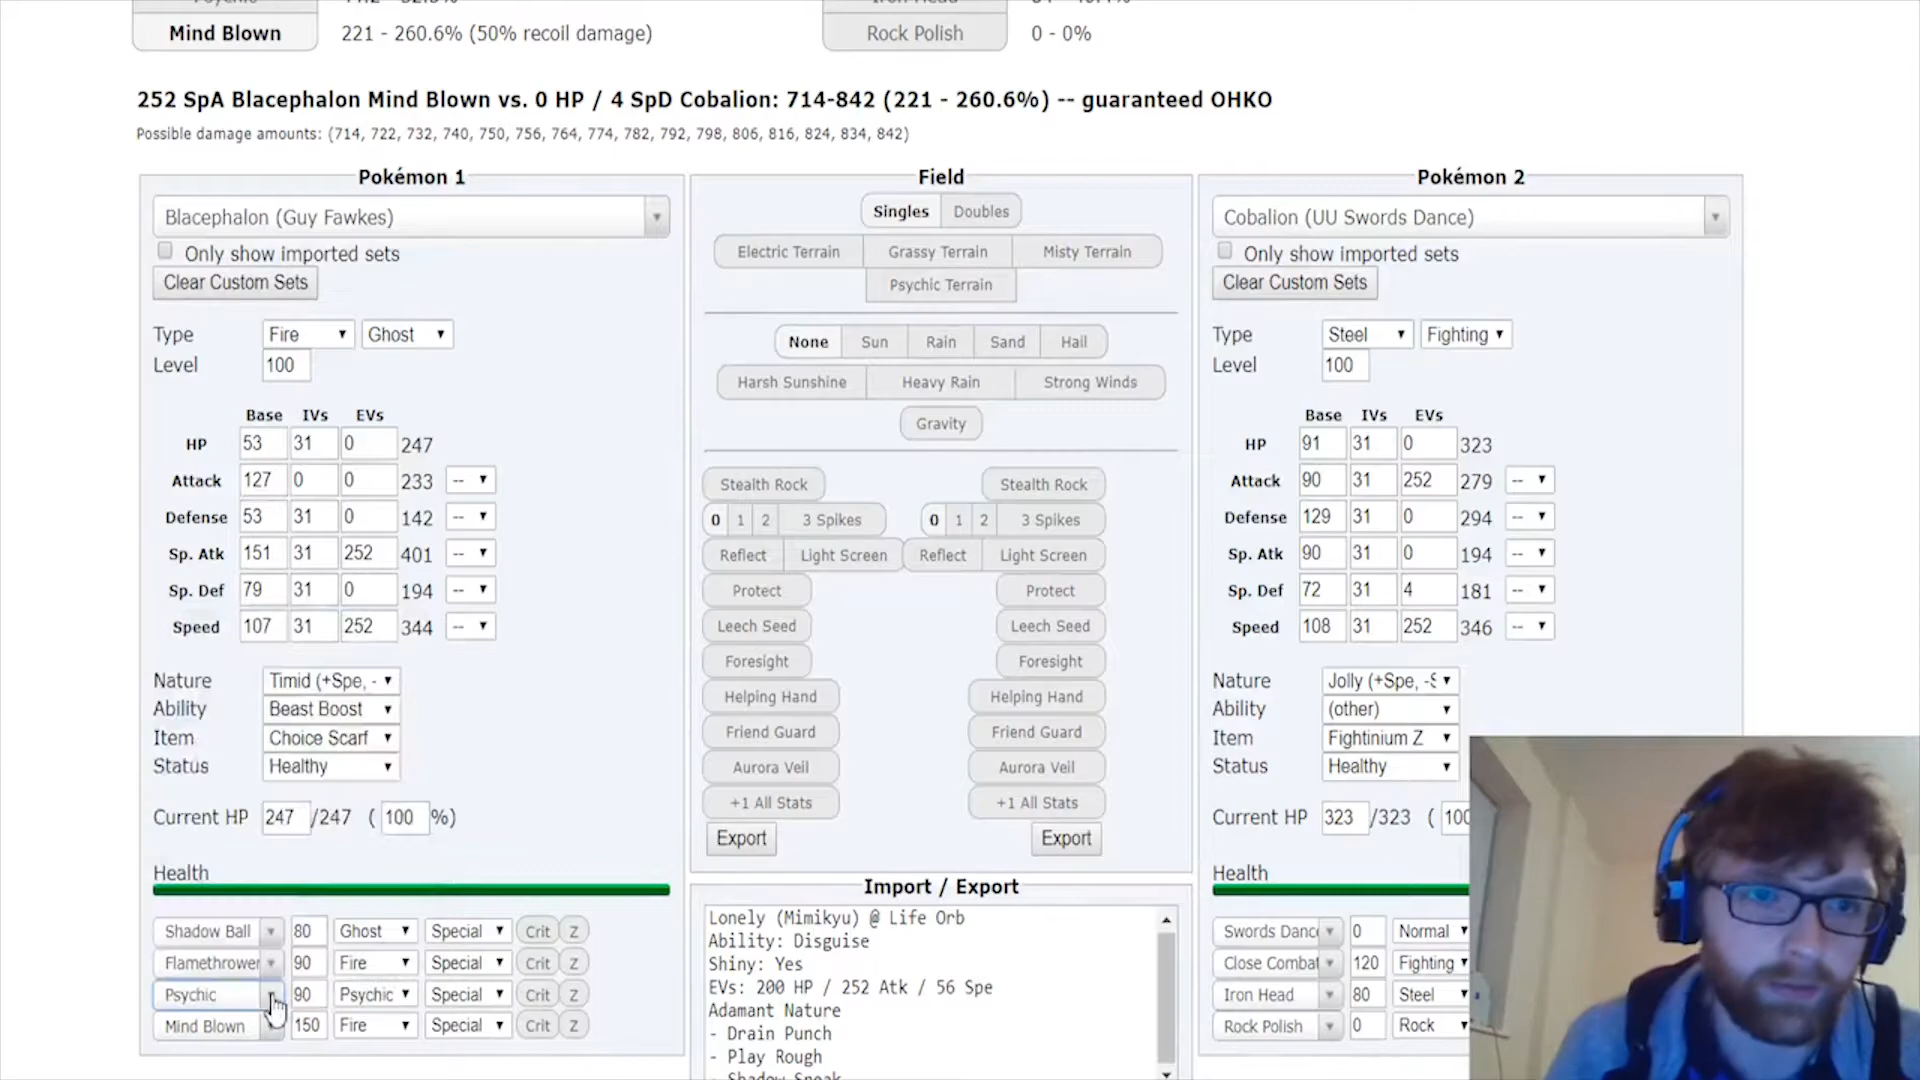 Mind Blown 221 - 260.6% (50% recoil damage) Rock Polish 0 - 0%
252 SpA Blacephalon Mind Blown vs. 0 HP / 4 SpD Cobalion: 714-842 (221 - 260.6%) -- guaranteed OHKO
Possible damage amounts: (714, 722, 732, 740, 750, 756, 764, 774, 782, 792, 798, 806, 816, 824, 834, 842)
Pokémon 1
Blacephalon (Guy Fawkes)
Only show imported sets
Clear Custom Sets
Type Fire Ghost
Level 100
Base IVs EVs
HP 53 31 0 247
Attack 127 0 0 233 --
Defense 53 31 0 142 --
Sp. Atk 151 31 252 401 --
Sp. Def 79 31 0 194 --
Speed 107 31 252 344 --
Nature Timid (+Spe, -
Ability Beast Boost
Item Choice Scarf
Status Healthy
Current HP 247 /247 ( 100 %)
Health
Shadow Ball 80 Ghost Special Crit Z
Flamethrower 90 Fire Special Crit Z
Psychic 90 Psychic Special Crit Z
Mind Blown 150 Fire Special Crit Z
Field
Singles Doubles
Electric Terrain Grassy Terrain Misty Terrain
Psychic Terrain
None Sun Rain Sand Hail
Harsh Sunshine Heavy Rain Strong Winds
Gravity
Stealth Rock Stealth Rock
0 1 2 3 Spikes 0 1 2 3 Spikes
Reflect Light Screen Reflect Light Screen
Protect Protect
Leech Seed Leech Seed
Foresight Foresight
Helping Hand Helping Hand
Friend Guard Friend Guard
Aurora Veil Aurora Veil
+1 All Stats +1 All Stats
Export Export
Import / Export
Lonely (Mimikyu) @ Life Orb
Ability: Disguise
Shiny: Yes
EVs: 200 HP / 252 Atk / 56 Spe
Adamant Nature
- Drain Punch
- Play Rough
- Shadow Sneak
Pokémon 2
Cobalion (UU Swords Dance)
Only show imported sets
Clear Custom Sets
Type Steel Fighting
Level 100
Base IVs EVs
HP 91 31 0 323
Attack 90 31 252 279 --
Defense 129 31 0 294 --
Sp. Atk 90 31 0 194 --
Sp. Def 72 31 4 181 --
Speed 108 31 252 346 --
Nature Jolly (+Spe, -S
Ability (other)
Item Fightinium Z
Status Healthy
Current HP 323 /323 ( 100
Health
Swords Danc 0 Normal
Close Combat 120 Fighting
Iron Head 80 Steel
Rock Polish 0 Rock